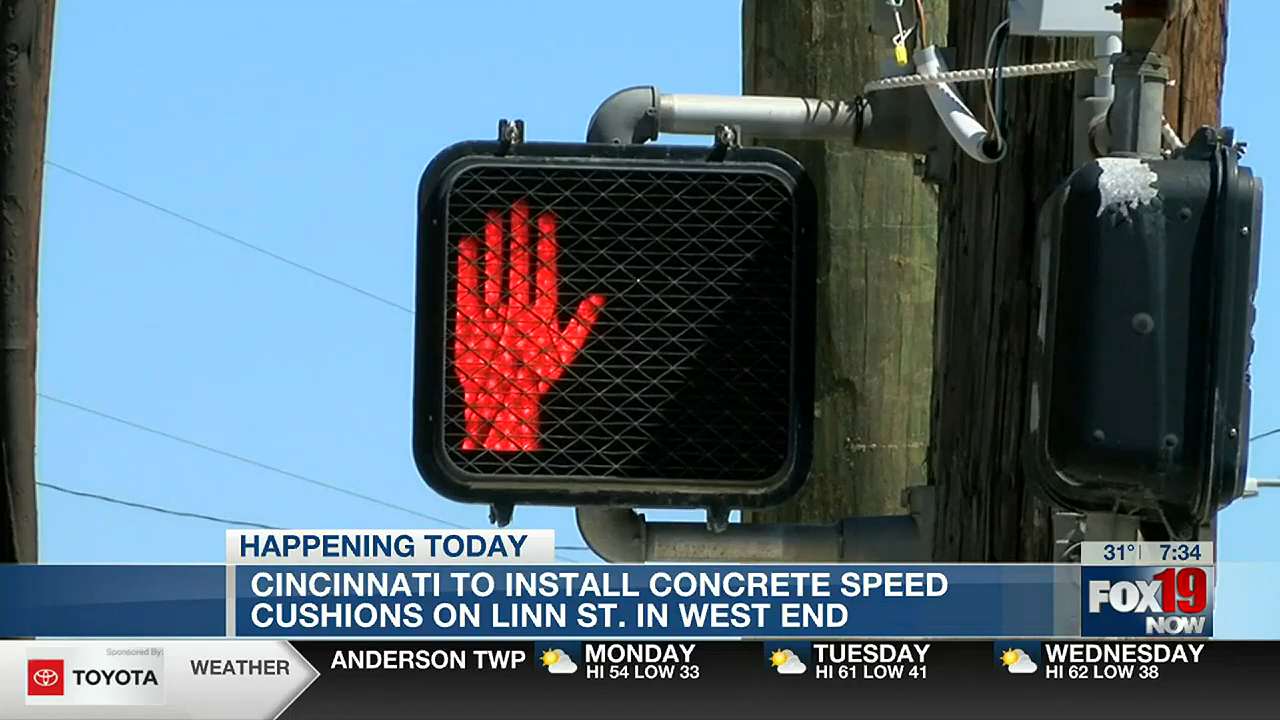 HAPPENING TODAY
CINCINNATI TO INSTALL CONCRETE SPEED
CUSHIONS ON LINN ST. IN WEST END
31° 7:34
FOX19
NOW
Sponsored By:
TOYOTA
WEATHER
ANDERSON TWP
MONDAY
HI 54 LOW 33
TUESDAY
HI 61 LOW 41
WEDNESDAY
HI 62 LOW 38